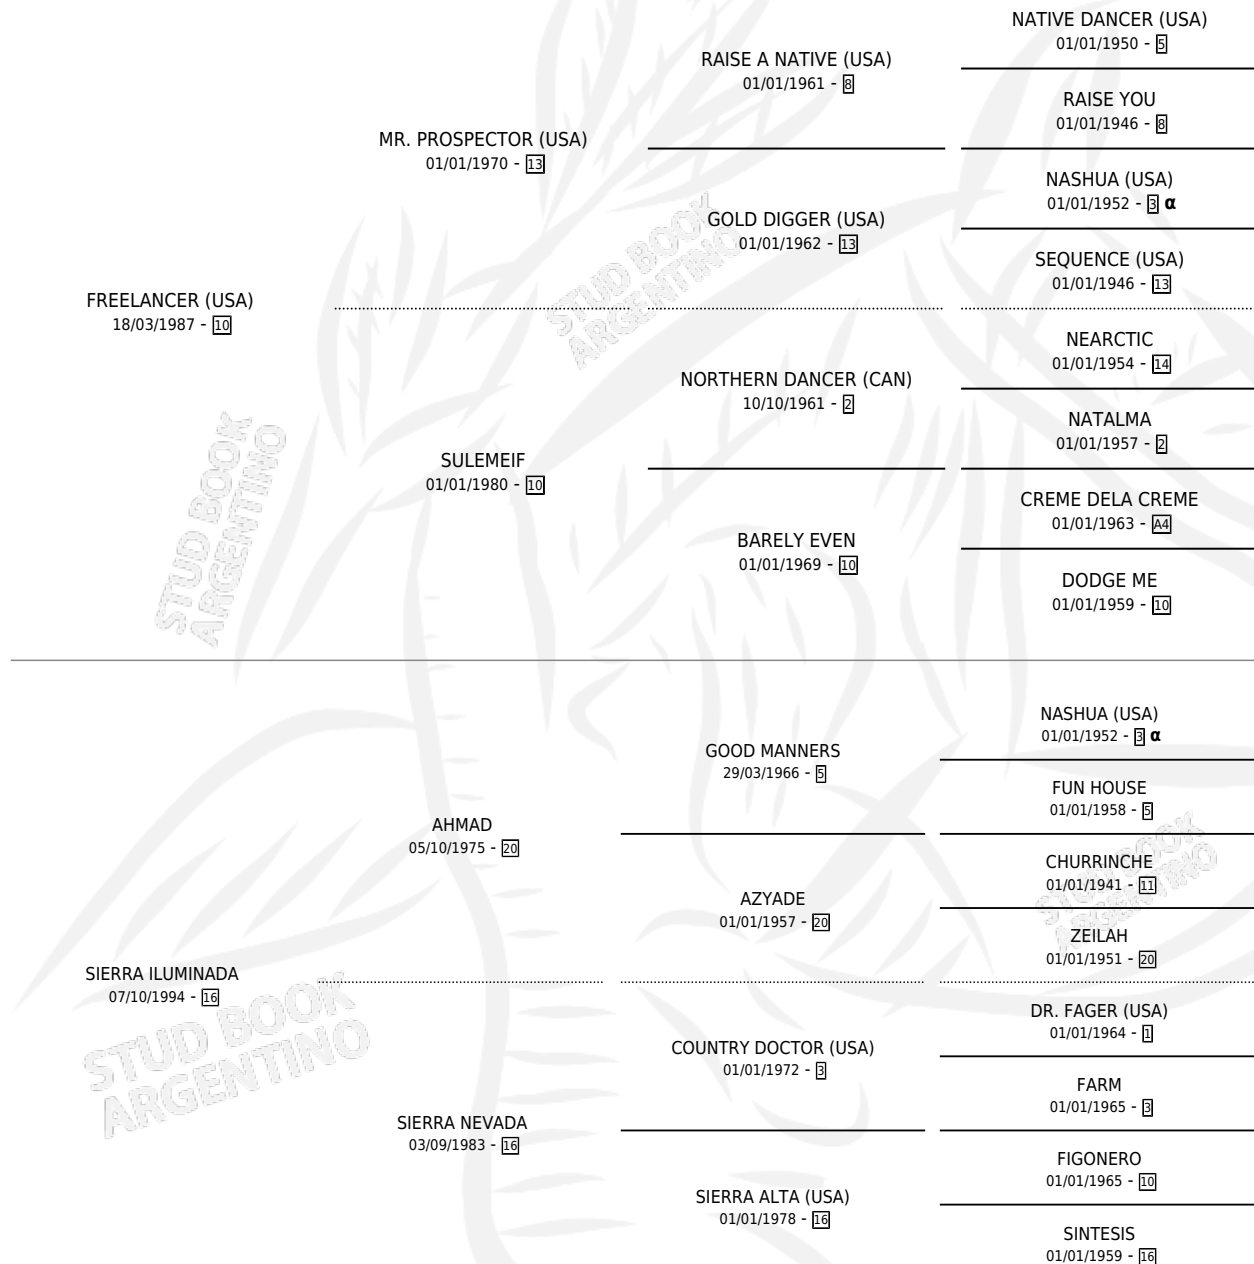 NATIVE DANCER (USA)
01/01/1950 - 5
RAISE A NATIVE (USA)
01/01/1961 - 8
RAISE YOU
01/01/1946 - 8
MR. PROSPECTOR (USA)
01/01/1970 - 13
NASHUA (USA)
01/01/1952 - 3 α
GOLD DIGGER (USA)
01/01/1962 - 13
SEQUENCE (USA)
01/01/1946 - 13
FREELANCER (USA)
18/03/1987 - 10
NEARCTIC
01/01/1954 - 14
NORTHERN DANCER (CAN)
10/10/1961 - 2
NATALMA
01/01/1957 - 2
SULEMEIF
01/01/1980 - 10
CREME DELA CREME
01/01/1963 - A4
BARELY EVEN
01/01/1969 - 10
DODGE ME
01/01/1959 - 10
NASHUA (USA)
01/01/1952 - 3 α
GOOD MANNERS
29/03/1966 - 5
FUN HOUSE
01/01/1958 - 5
AHMAD
05/10/1975 - 20
CHURRINCHE
01/01/1941 - 11
AZYADE
01/01/1957 - 20
ZEILAH
01/01/1951 - 20
SIERRA ILUMINADA
07/10/1994 - 16
DR. FAGER (USA)
01/01/1964 - 1
COUNTRY DOCTOR (USA)
01/01/1972 - 3
FARM
01/01/1965 - 3
SIERRA NEVADA
03/09/1983 - 16
FIGONERO
01/01/1965 - 10
SIERRA ALTA (USA)
01/01/1978 - 16
SINTESIS
01/01/1959 - 16
STUD BOOK
ARGENTINO
STUD BOOK
ARGENTINO
STUD BOOK
ARGENTINO
STUD BOOK
ARGENTINO